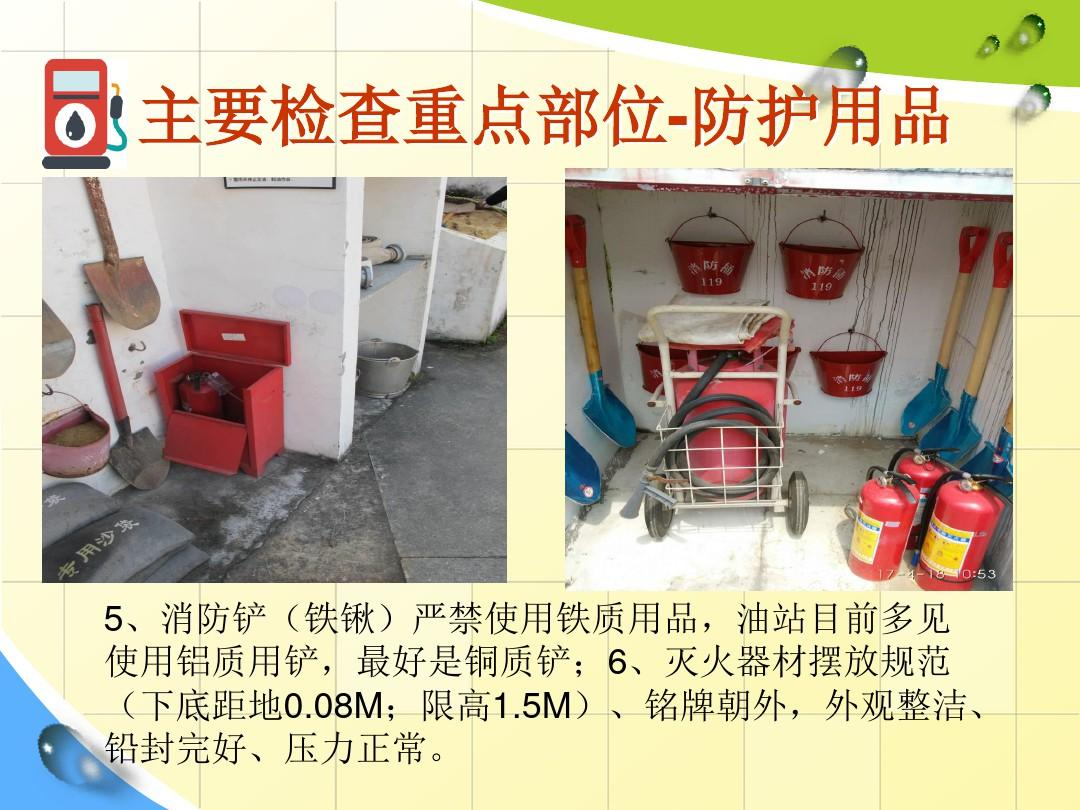 主要检查重点部位-防护用品
消防桶
119
消防桶
119
消防桶
119
专用沙袋
17-4-18 10:53
5、消防铲（铁锹）严禁使用铁质用品，油站目前多见
使用铝质用铲，最好是铜质铲；6、灭火器材摆放规范
（下底距地0.08M；限高1.5M）、铭牌朝外，外观整洁、
铅封完好、压力正常。